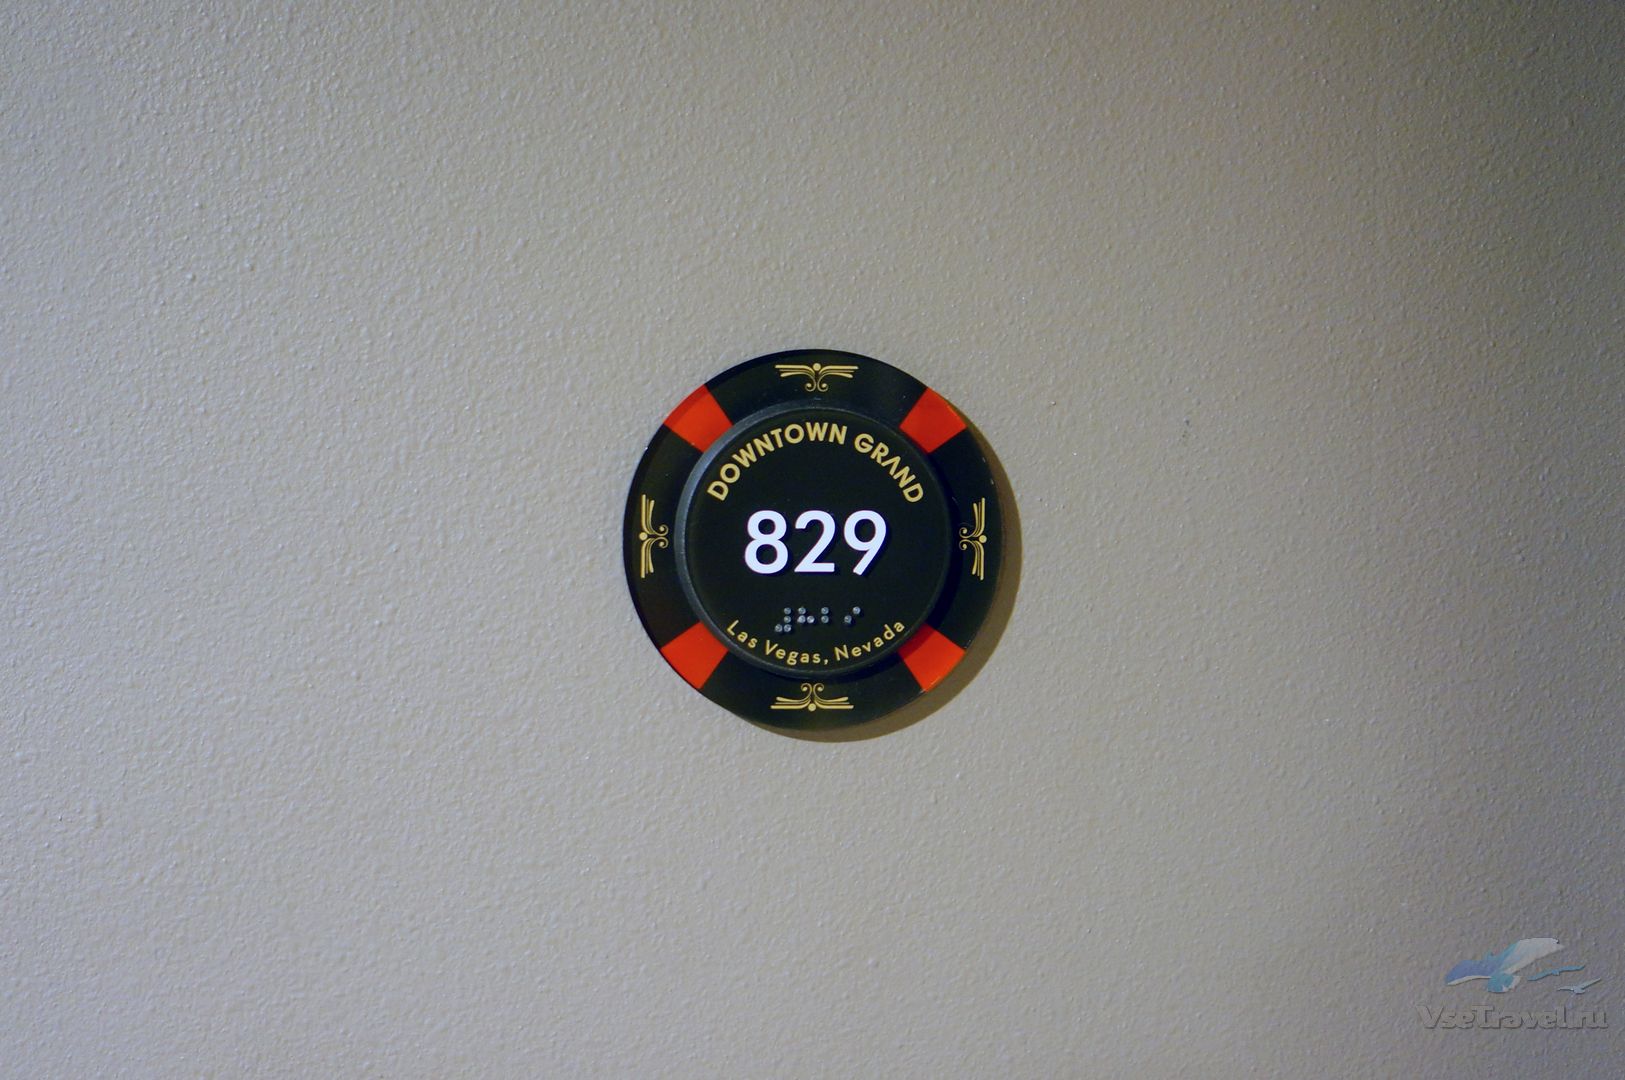 DOWNTOWN GRAND
829
⠼⠓⠃⠊
Las Vegas, Nevada
VseTravel.ru